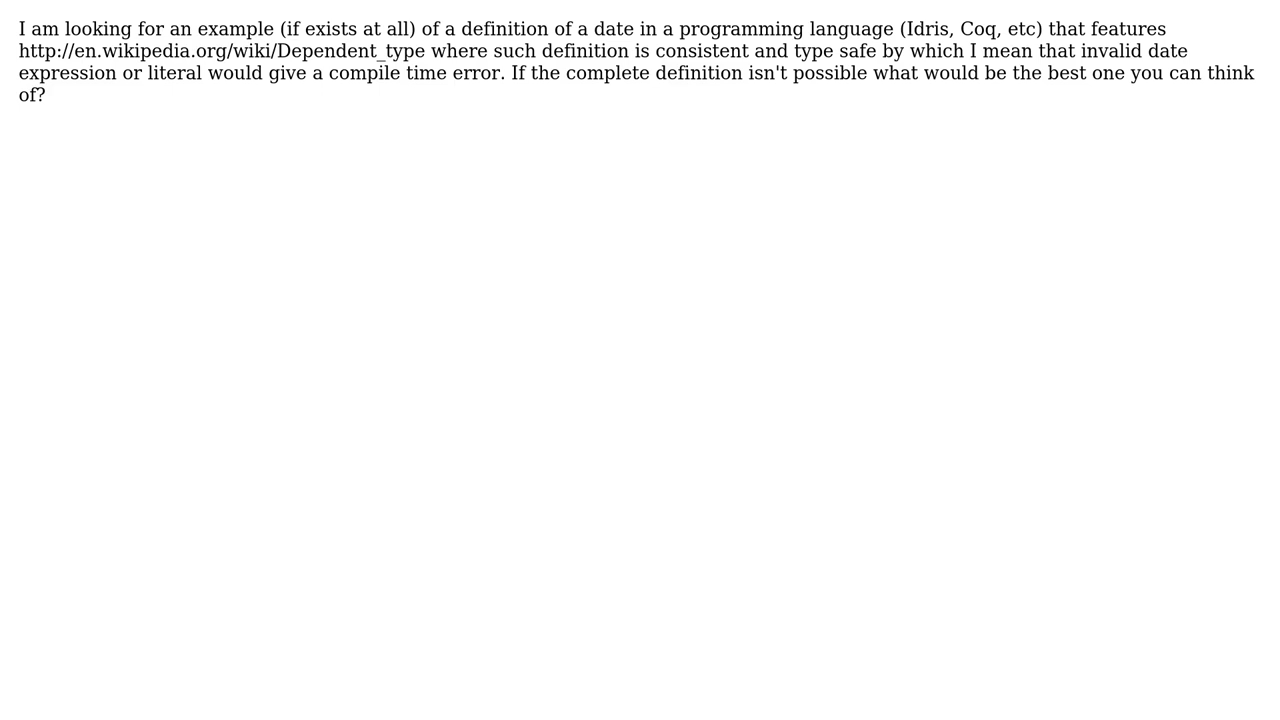 I am looking for an example (if exists at all) of a definition of a date in a programming language (Idris, Coq, etc) that features
http://en.wikipedia.org/wiki/Dependent_type where such definition is consistent and type safe by which I mean that invalid date
expression or literal would give a compile time error. If the complete definition isn't possible what would be the best one you can think
of?